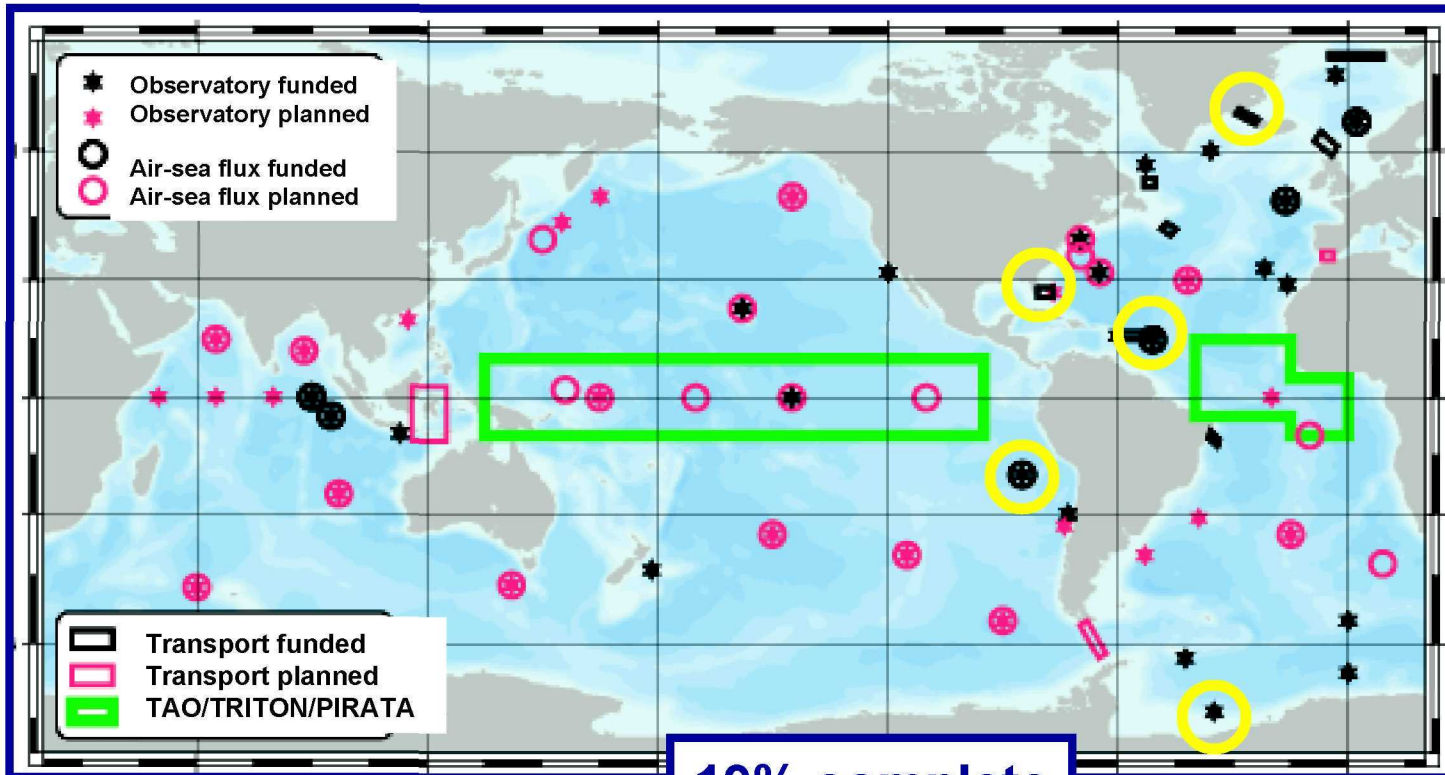 Observatory funded
Observatory planned
Air-sea flux funded
Air-sea flux planned
Transport funded
Transport planned
TAO/TRITON/PIRATA